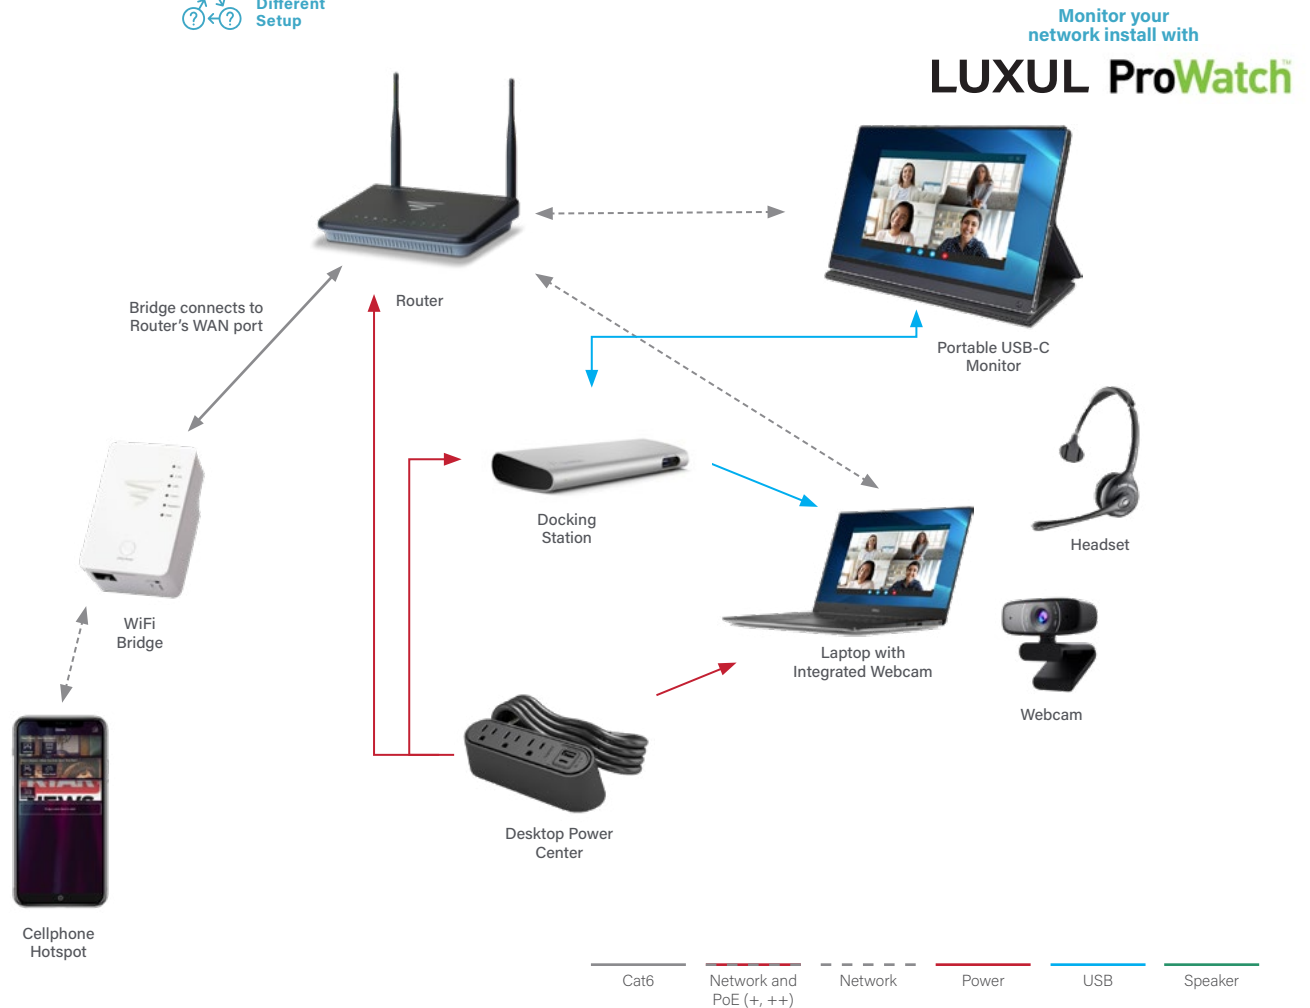 Different
Setup
Monitor your
network install with
LUXUL ProWatch™
Router
Bridge connects to
Router's WAN port
Portable USB-C
Monitor
Docking
Station
Headset
WiFi
Bridge
Laptop with
Integrated Webcam
Webcam
Desktop Power
Center
Cellphone
Hotspot
Cat6
Network and
PoE (+, ++)
Network
Power
USB
Speaker